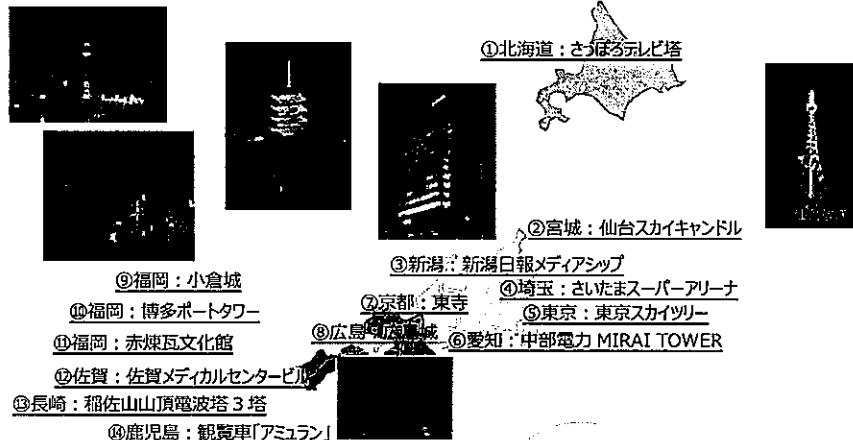 ①北海道：さっぽろテレビ塔
②宮城：仙台スカイキャンドル
③新潟：新潟日報メディアシップ
④埼玉：さいたまスーパーアリーナ
⑤東京：東京スカイツリー
⑥愛知：中部電力 MIRAI TOWER
⑦京都：東寺
⑧広島：広島城
⑨福岡：小倉城
⑩福岡：博多ポートタワー
⑪福岡：赤煉瓦文化館
⑫佐賀：佐賀メディカルセンタービル
⑬長崎：稲佐山山頂電波塔３塔
⑭鹿児島：観覧車「アミュラン」